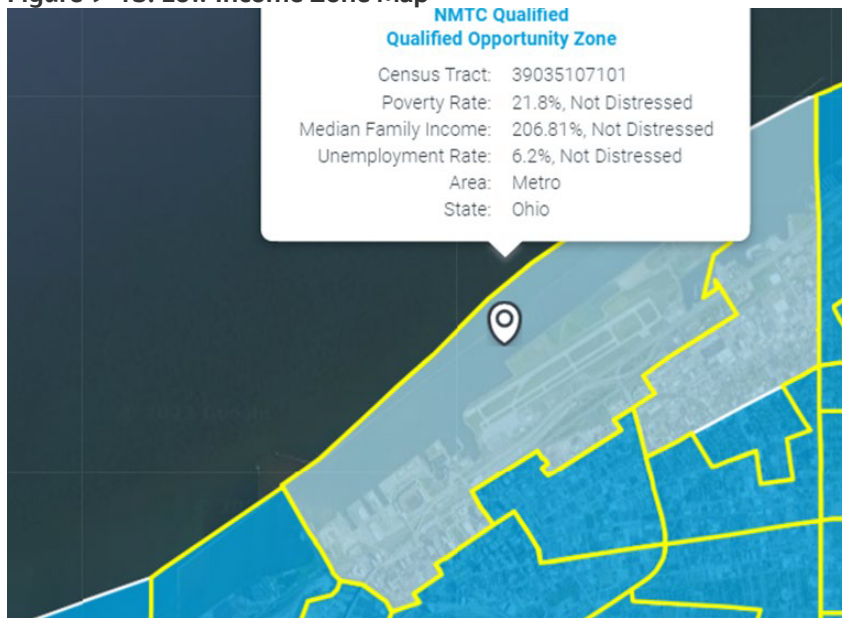 NMTC Qualified
Qualified Opportunity Zone
Census Tract: 39035107101
Poverty Rate: 21.8%, Not Distressed
Median Family Income: 206.81%, Not Distressed
Unemployment Rate: 6.2%, Not Distressed
Area: Metro
State: Ohio